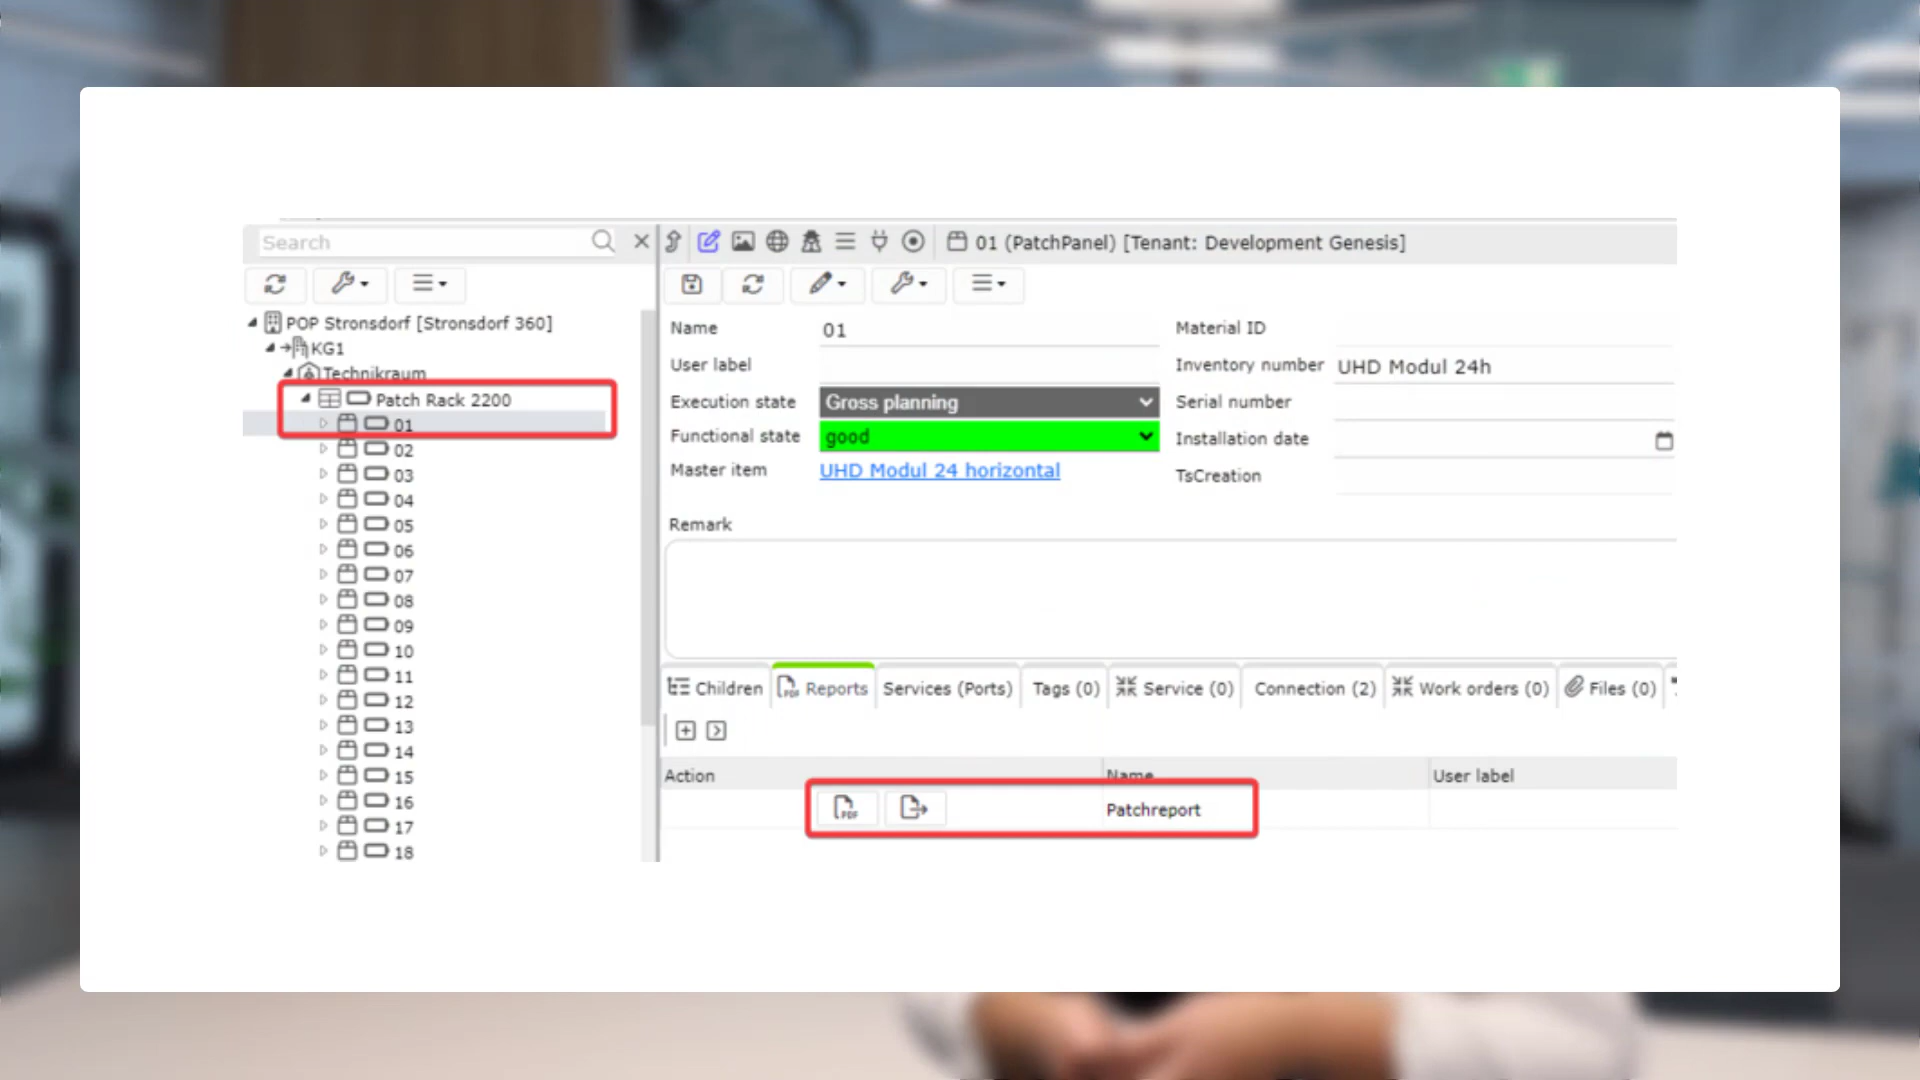 Search
01 (PatchPanel) [Tenant: Development Genesis]
POP Stronsdorf [Stronsdorf 360]
KG1
Technikraum
Patch Rack 2200
01
02
03
04
05
06
07
08
09
10
11
12
13
14
15
16
17
18
Name 01
User label
Execution state Gross planning
Functional state good
Master item UHD Modul 24 horizontal
Material ID
Inventory number UHD Modul 24h
Serial number
Installation date
TsCreation
Remark
Children PDF Reports Services (Ports) Tags (0) Service (0) Connection (2) Work orders (0) Files (0)
Action Name User label
PDF Patchreport